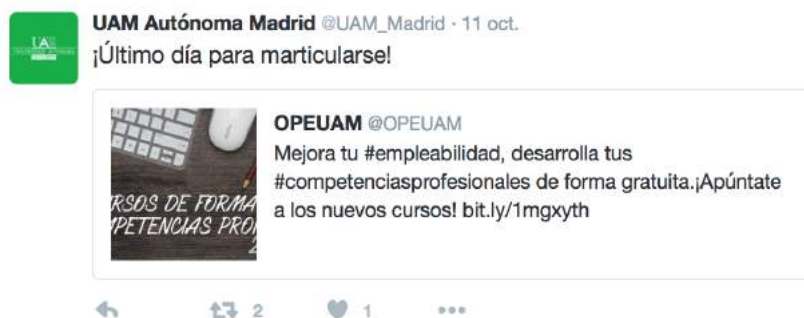 UAM Autónoma Madrid @UAM_Madrid · 11 oct.
¡Último día para marticularse!
OPEUAM @OPEUAM
Mejora tu #empleabilidad, desarrolla tus
#competenciasprofesionales de forma gratuita.¡Apúntate
a los nuevos cursos! bit.ly/1mgxyth
RSOS DE FORMA
MPETENCIAS PRO
2
1